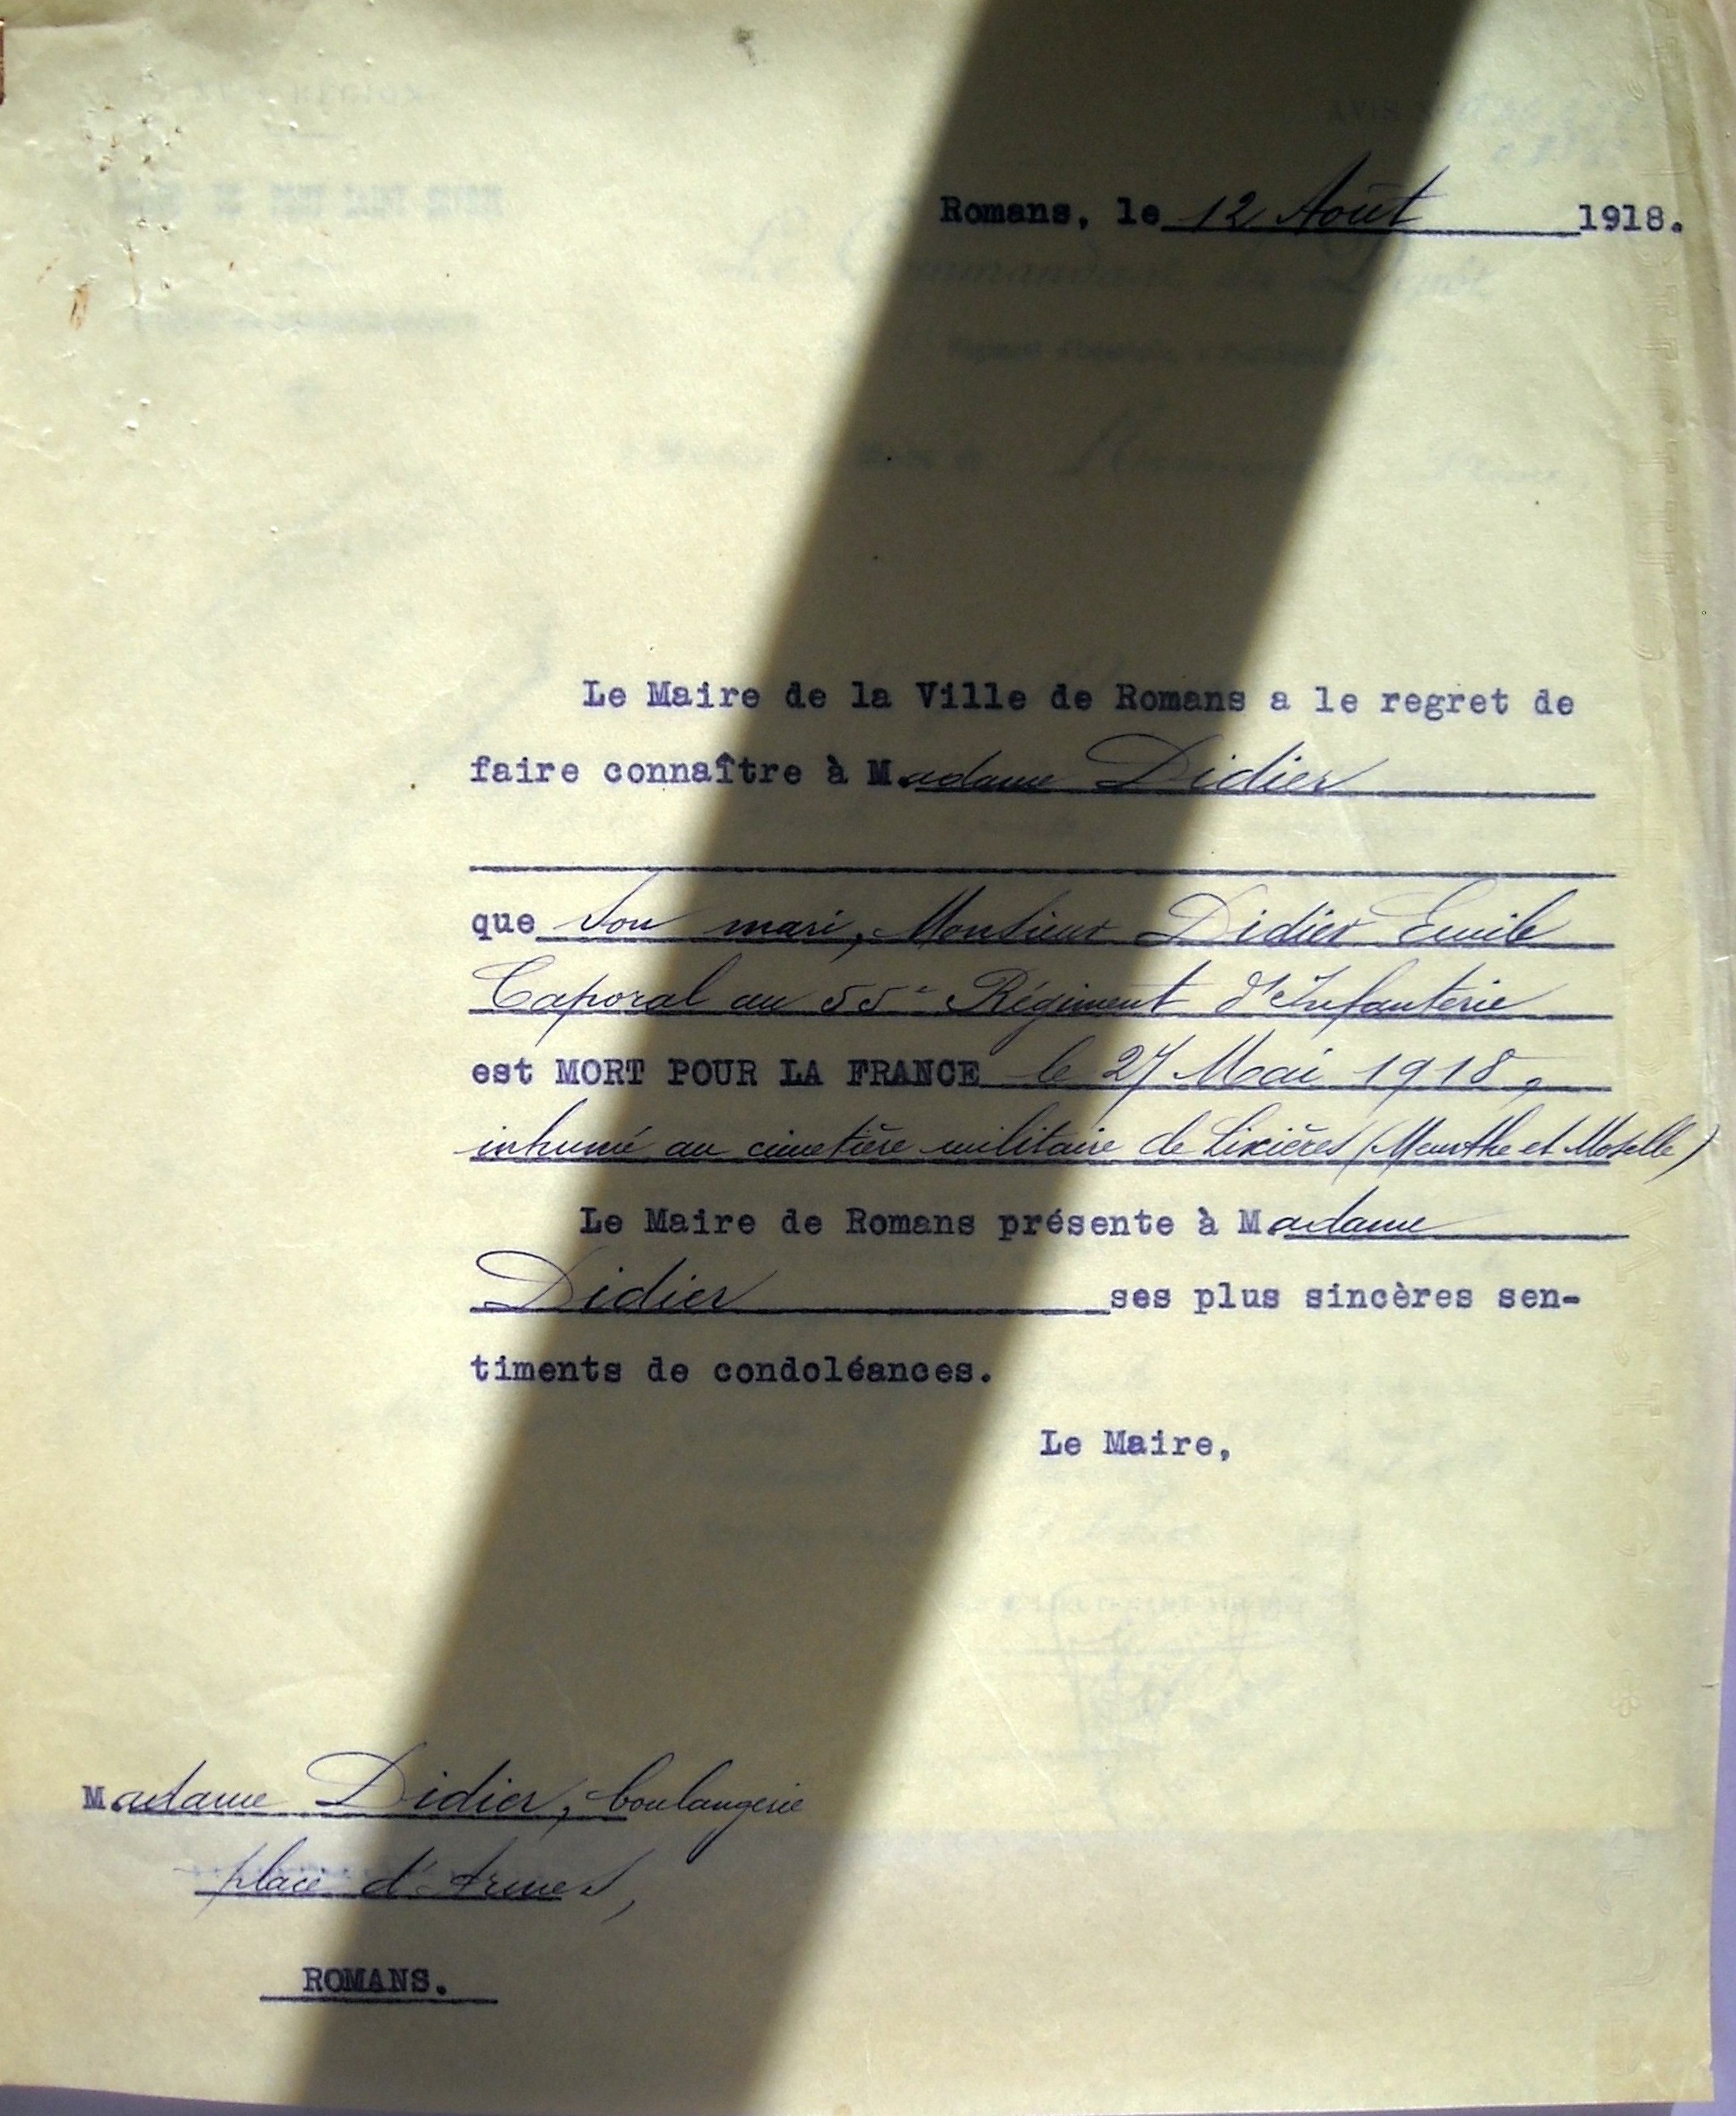 Romans, le 12 Août 1918.
Le Maire de la Ville de Romans a le regret de
faire connaître à Madame Didier
que son mari, Monsieur Didier Emile
Caporal au 55e Régiment d'Infanterie
est MORT POUR LA FRANCE le 27 Mai 1918,
inhumé au cimetière militaire de Lixières (Meurthe et Moselle)
Le Maire de Romans présente à Madame
Didier ses plus sincères sen-
timents de condoléances.
Le Maire,
Madame Didier, boulangerie
place d'Armes,
ROMANS.